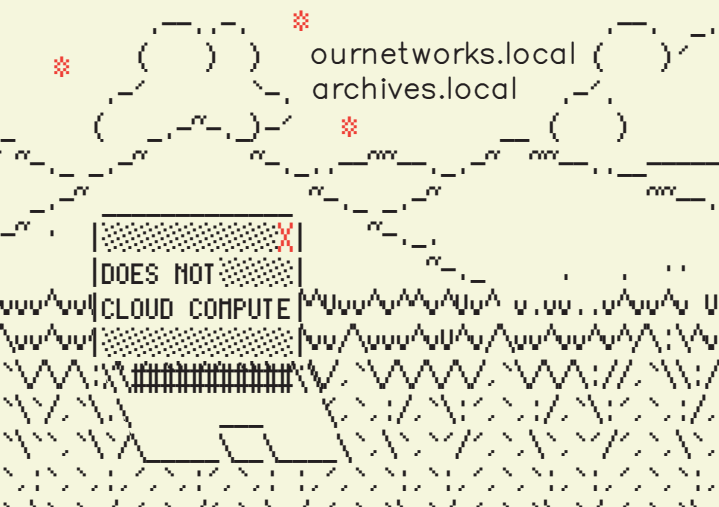 ournetworks.local
archives.local
X
DOES NOT
CLOUD COMPUTE